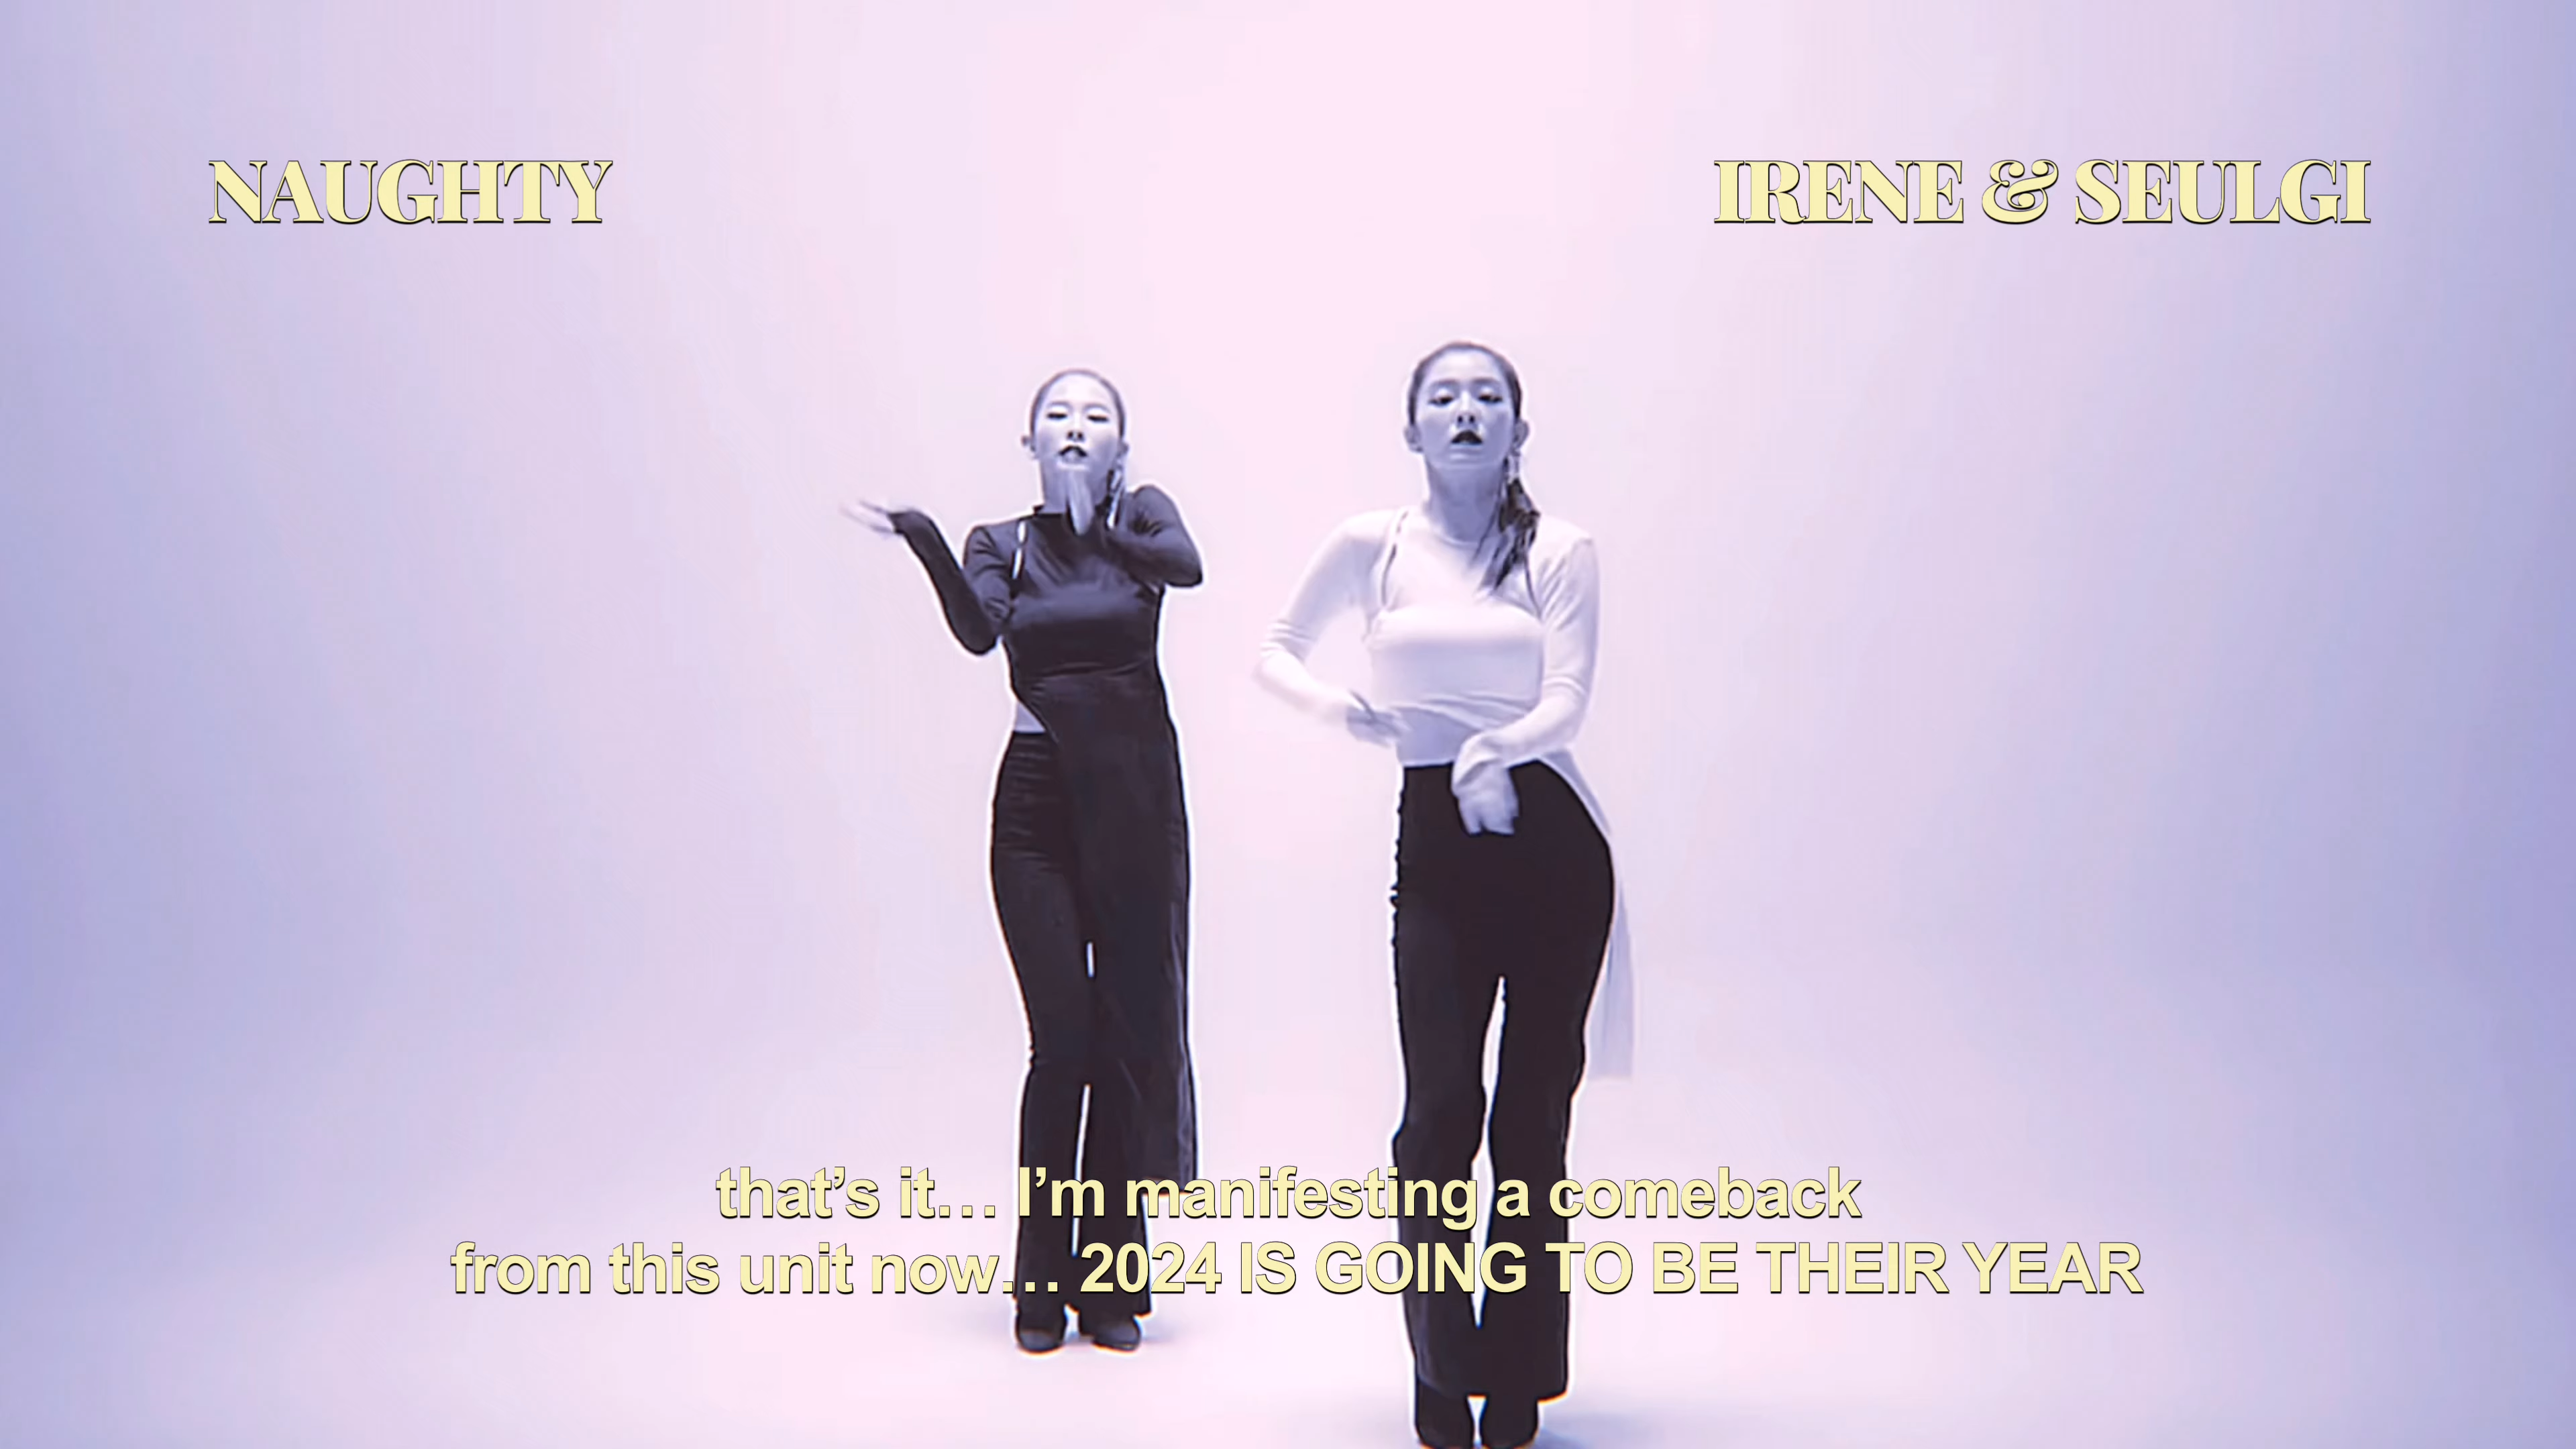 NAUGHTY
IRENE & SEULGI
that’s it... I’m manifesting a comeback
from this unit now... 2024 IS GOING TO BE THEIR YEAR